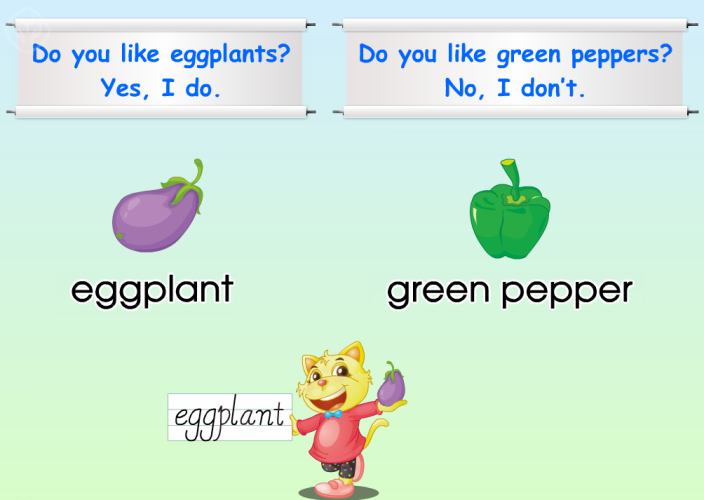 Do you like eggplants?
Yes, I do.
Do you like green peppers?
No, I don't.
eggplant
green pepper
eggplant